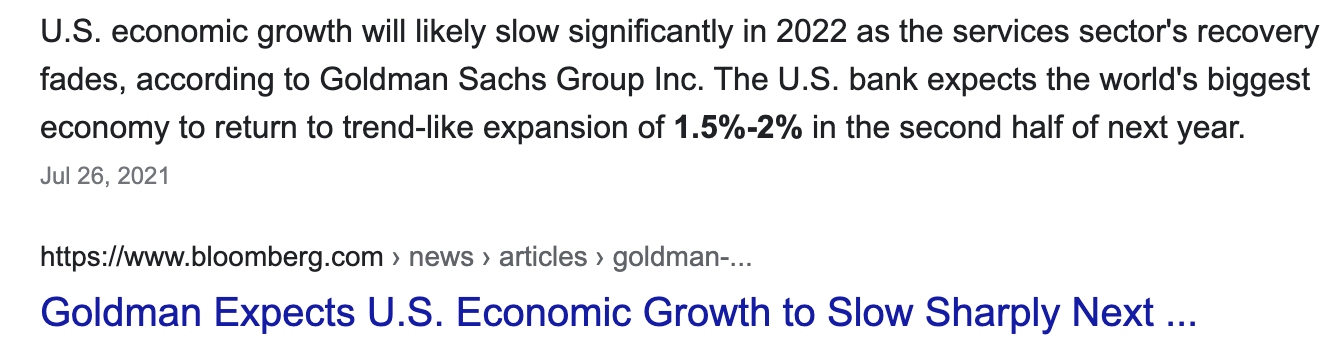 U.S. economic growth will likely slow significantly in 2022 as the services sector's recovery
fades, according to Goldman Sachs Group Inc. The U.S. bank expects the world's biggest
economy to return to trend-like expansion of 1.5%-2% in the second half of next year.
Jul 26, 2021
https://www.bloomberg.com › news › articles › goldman-...
Goldman Expects U.S. Economic Growth to Slow Sharply Next ...